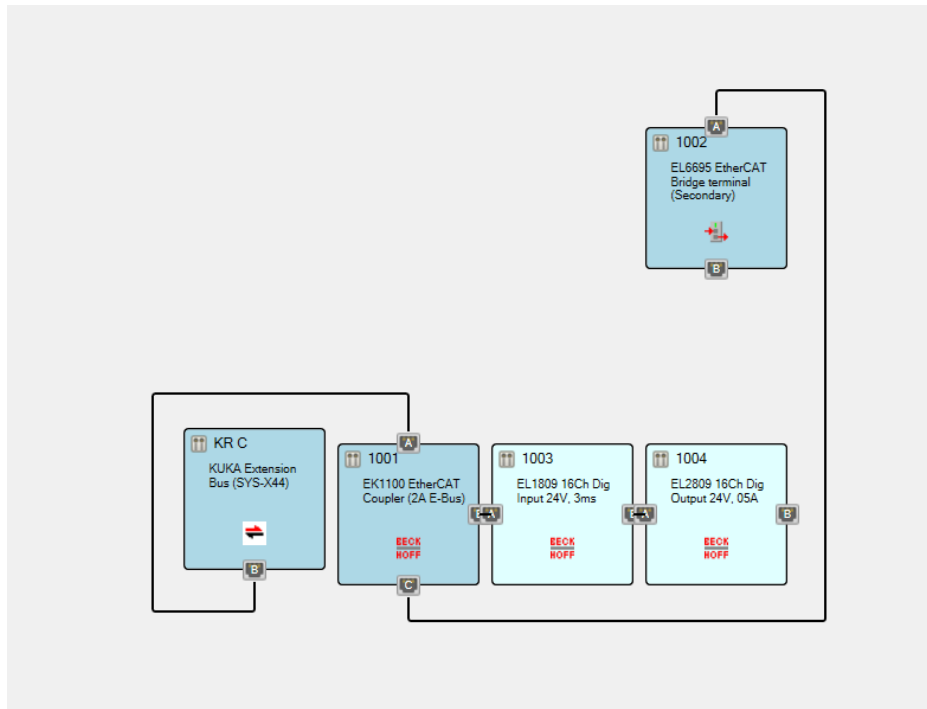 A
1002
EL6695 EtherCAT
Bridge terminal
(Secondary)
B
KR C
KUKA Extension
Bus (SYS-X44)
B
A
1001
EK1100 EtherCAT
Coupler (2A E-Bus)
BECK
HOFF
C
1003
EL1809 16Ch Dig
Input 24V, 3ms
BECK
HOFF
1004
EL2809 16Ch Dig
Output 24V, 05A
BECK
HOFF
B